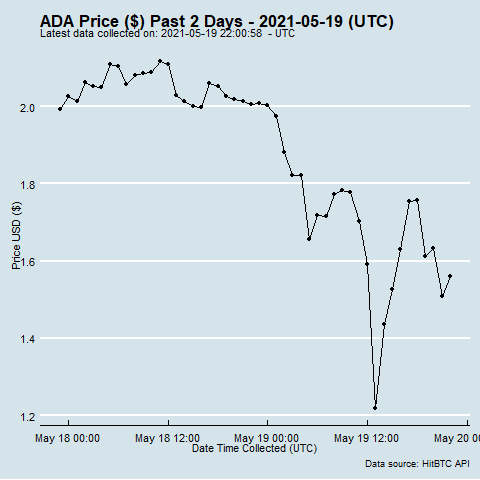 ADA Price ($) Past 2 Days - 2021-05-19 (UTC)
Latest data collected on: 2021-05-19 22:00:58 - UTC
2.0
1.8
1.6
1.4
1.2
Price USD ($)
May 18 00:00 May 18 12:00 May 19 00:00 May 19 12:00 May 20 0
Date Time Collected (UTC)
Data source: HitBTC API